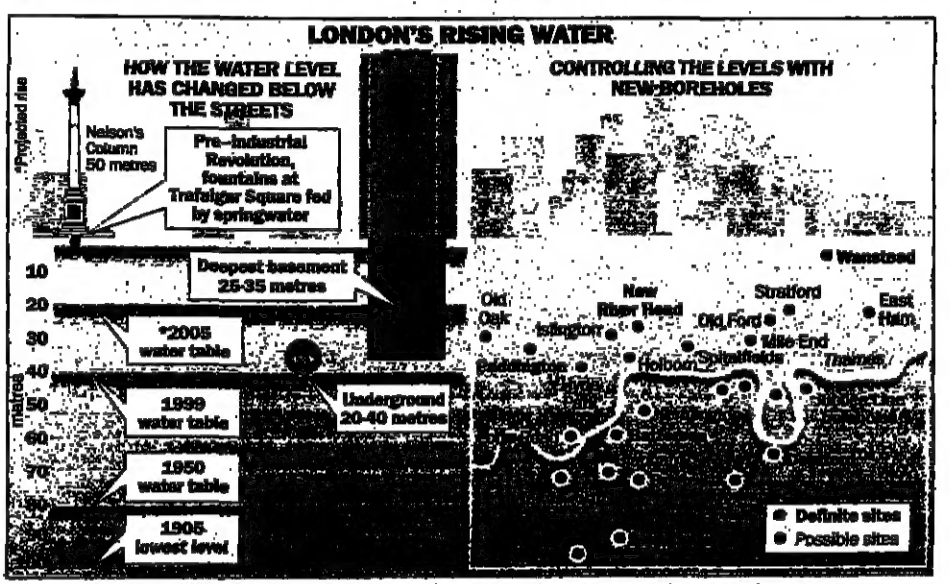 LONDON'S RISING WATER
HOW THE WATER LEVEL
HAS CHANGED BELOW
THE STREETS
*Projected rise
Nelson's
Column
50 metres
Pre-industrial
Revolution,
fountains at
Trafalgar Square fed
by springwater
Deepest basement
25-35 metres
10
20
30
40
50
60
70
metres
*2005
water table
1999
water table
Underground
20-40 metres
1950
water table
1905
lowest level
CONTROLLING THE LEVELS WITH
NEW BOREHOLES
Wanstead
Old
Oak
Islington
New
River Head
Stratford
Old Ford
East
Ham
Mile End
Paddington
Holborn
Spitalfields
Thames
Definite sites
Possible sites